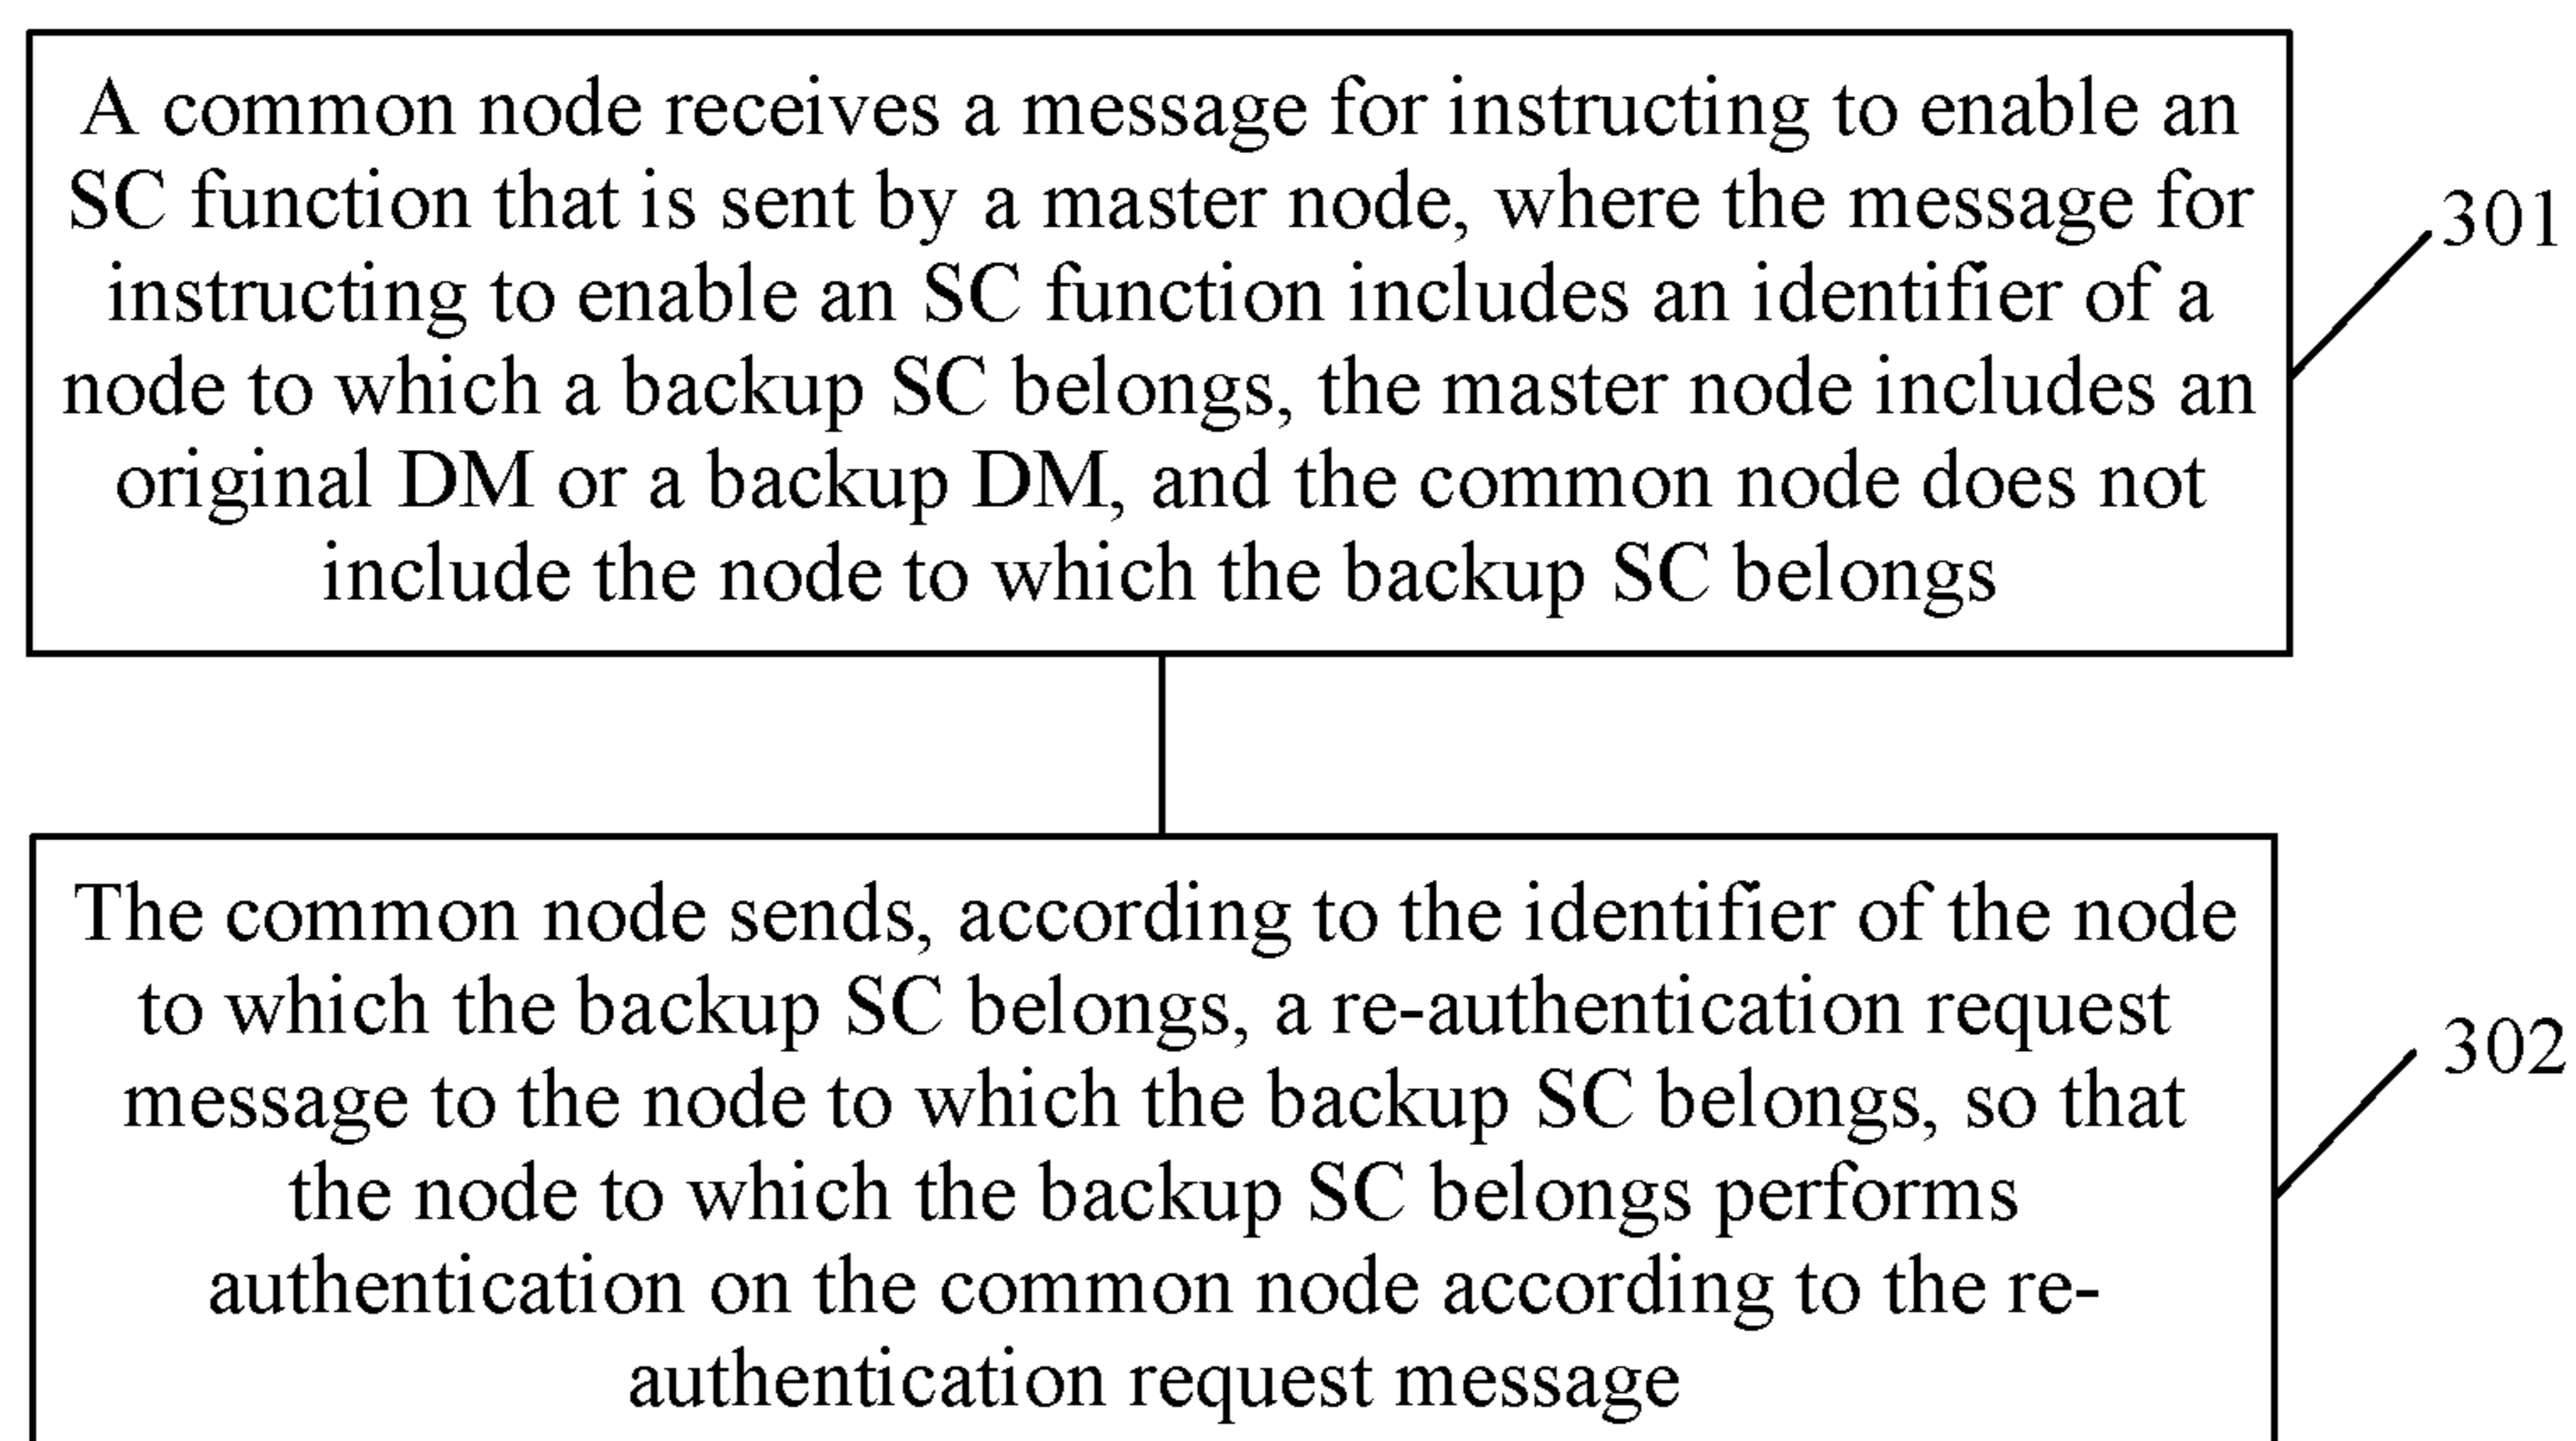 A common node receives a message for instructing to enable an
SC function that is sent by a master node, where the message for
instructing to enable an SC function includes an identifier of a
node to which a backup SC belongs, the master node includes an
original DM or a backup DM, and the common node does not
include the node to which the backup SC belongs
301
The common node sends, according to the identifier of the node
to which the backup SC belongs, a re-authentication request
message to the node to which the backup SC belongs, so that
the node to which the backup SC belongs performs
authentication on the common node according to the re-
authentication request message
302